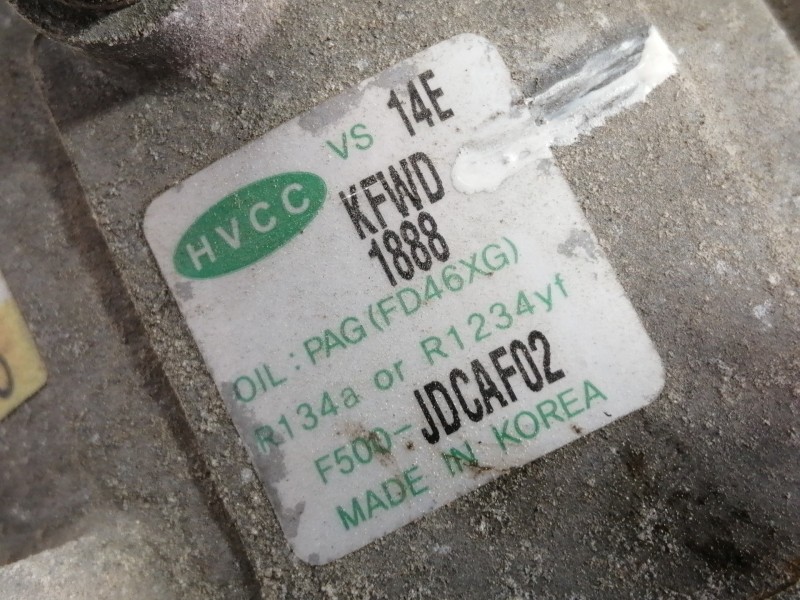 VS 14E
HVCC
KFWD
1888
OIL : PAG(FD46XG)
R134a or R1234yf
F500-JDCAF02
MADE IN KOREA